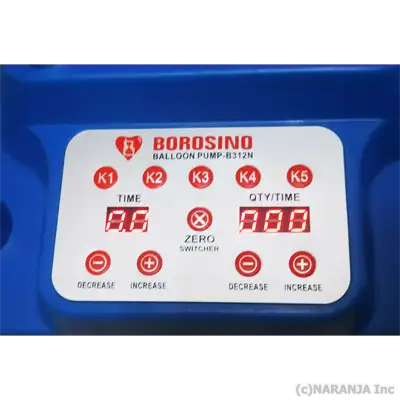 BOROSINO
BALLOON PUMP-B312N
K1 K2 K3 K4 K5
TIME QTY/TIME
ZERO
SWITCHER
DECREASE INCREASE DECREASE INCREASE
(c)NARANJA Inc